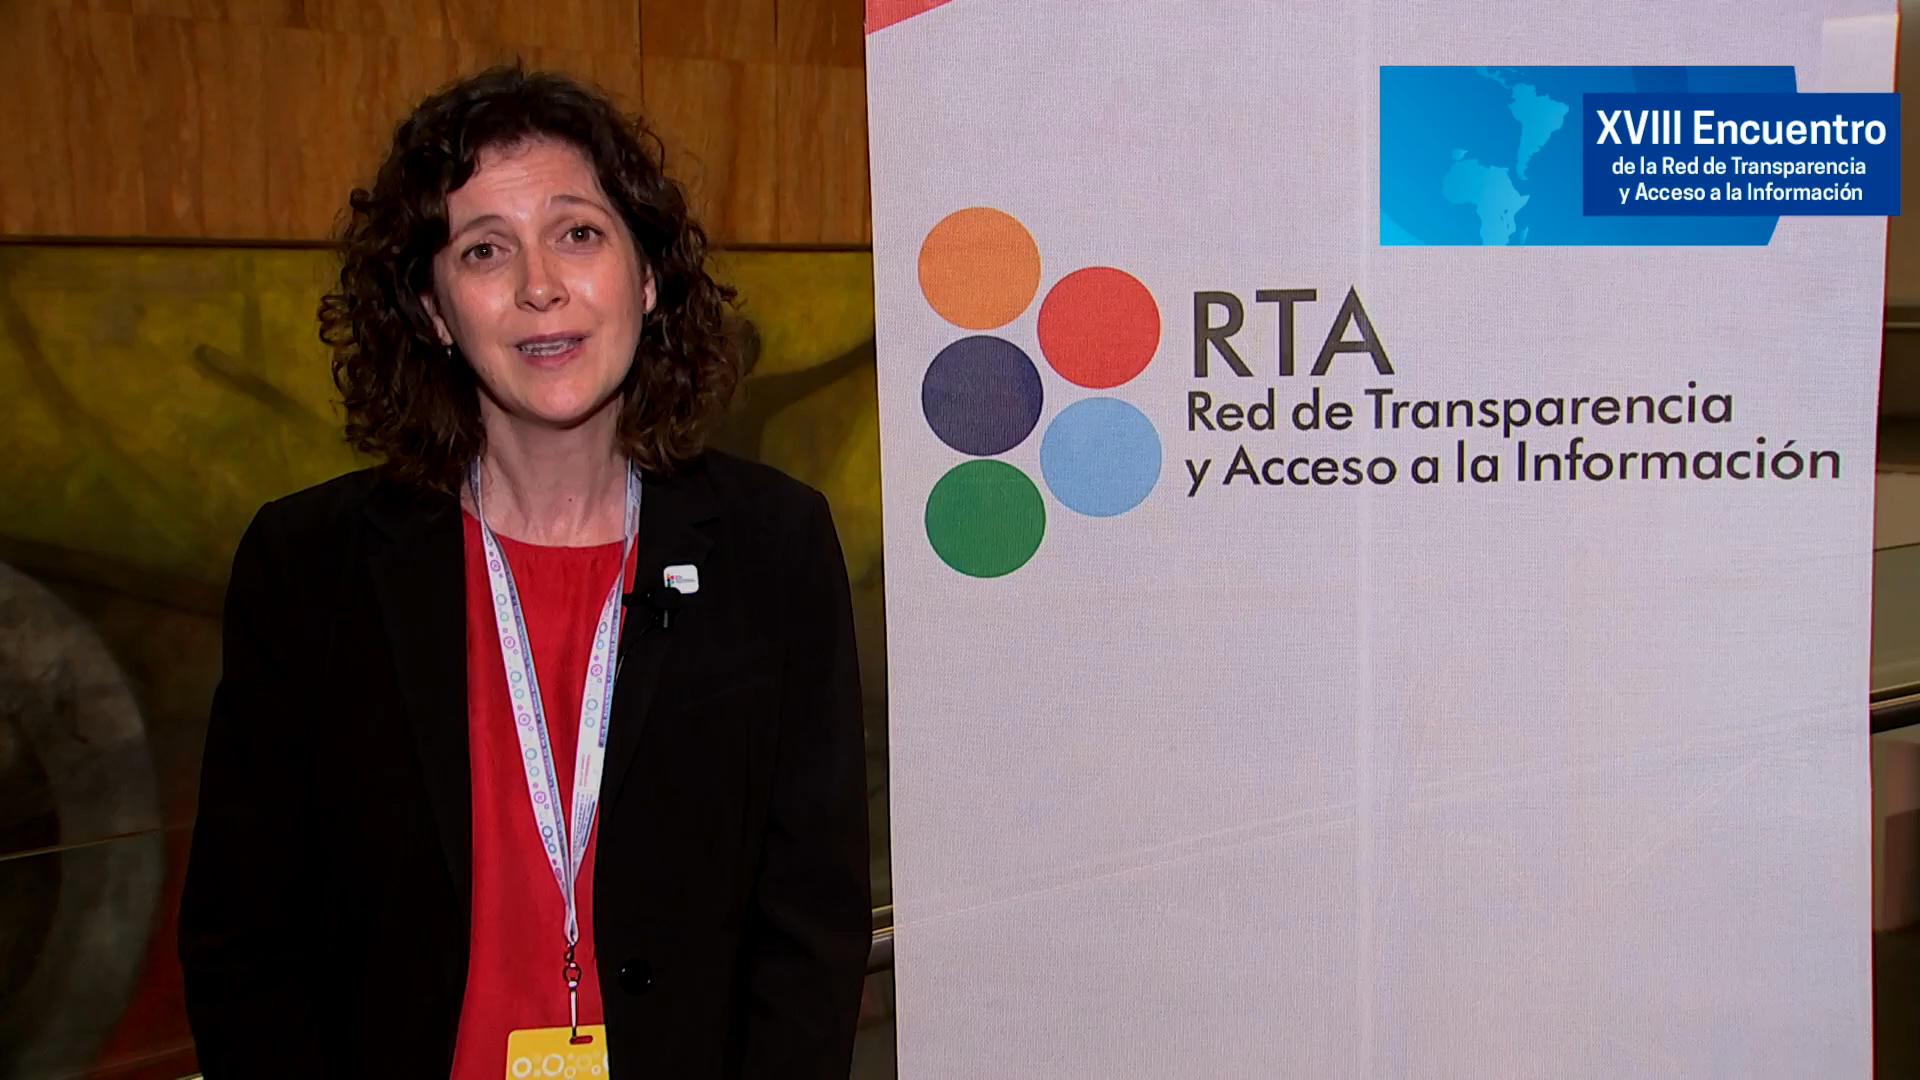 XVIII Encuentro
de la Red de Transparencia
y Acceso a la Información
RTA
Red de Transparencia
y Acceso a la Información